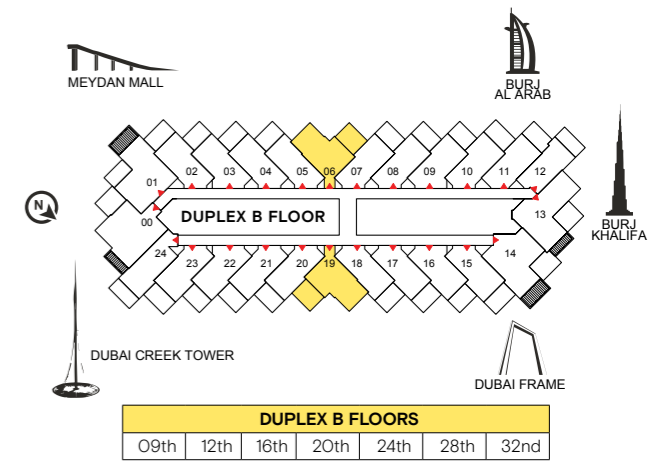 MEYDAN MALL
BURJ
AL ARAB
01 02 03 04 05 06 07 08 09 10 11 12
N
00 DUPLEX B FLOOR 13
BURJ
KHALIFA
24 23 22 21 20 19 18 17 16 15 14
DUBAI CREEK TOWER
DUBAI FRAME
DUPLEX B FLOORS
09th 12th 16th 20th 24th 28th 32nd